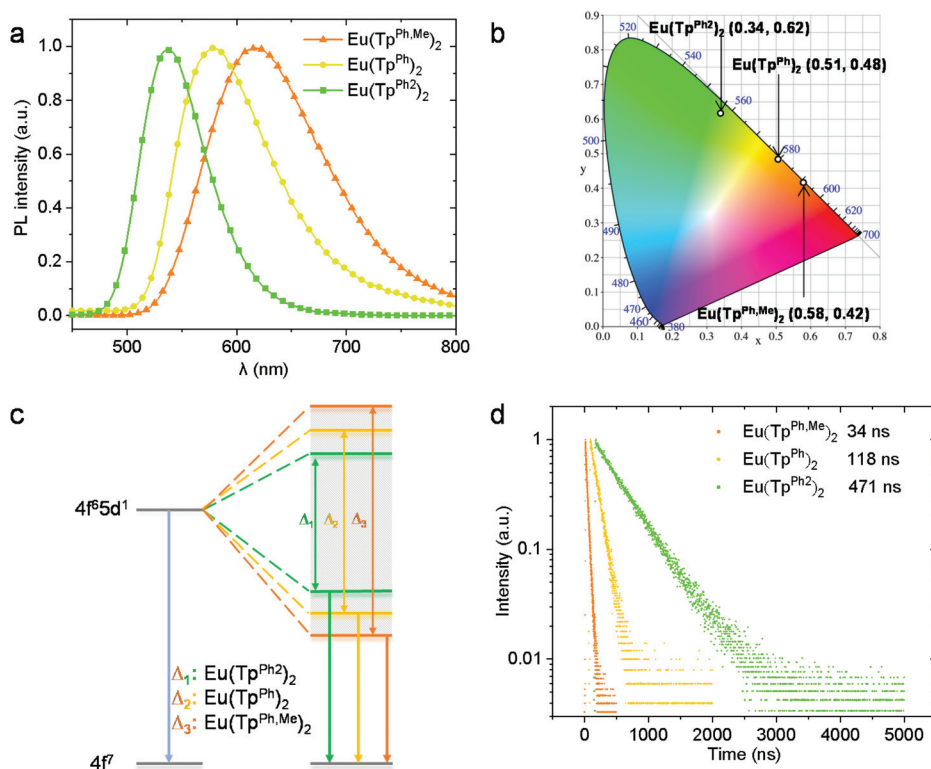 a
PL intensity (a.u.)
1.0
0.8
0.6
0.4
0.2
0.0
500 600 700 800
λ (nm)
Eu(Tp^Ph,Me)₂
Eu(Tp^Ph)₂
Eu(Tp^Ph2)₂
b
Eu(Tp^Ph2)₂ (0.34, 0.62)
Eu(Tp^Ph)₂ (0.51, 0.48)
Eu(Tp^Ph,Me)₂ (0.58, 0.42)
0.9
0.8
0.7
0.6
0.5
y
0.4
0.3
0.2
0.1
0.0
0.0 0.1 0.2 0.3 0.4 0.5 0.6 0.7 0.8
x
520
540
560
500
580
600
620
700
490
480
470
460
380
c
4f⁶5d¹
Δ₁ Δ₂ Δ₃
Δ₁: Eu(Tp^Ph2)₂
Δ₂: Eu(Tp^Ph)₂
Δ₃: Eu(Tp^Ph,Me)₂
4f⁷
d
Intensity (a.u.)
1
0.1
0.01
Eu(Tp^Ph,Me)₂ 34 ns
Eu(Tp^Ph)₂ 118 ns
Eu(Tp^Ph2)₂ 471 ns
0 1000 2000 3000 4000 5000
Time (ns)